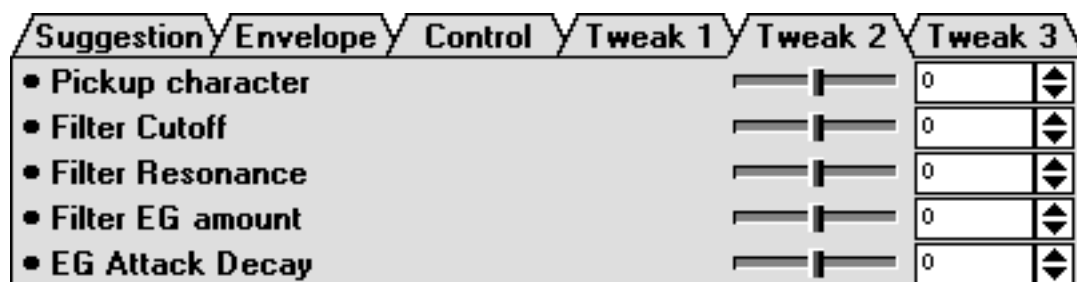 Suggestion Envelope Control Tweak 1 Tweak 2 Tweak 3
• Pickup character 0
• Filter Cutoff 0
• Filter Resonance 0
• Filter EG amount 0
• EG Attack Decay 0